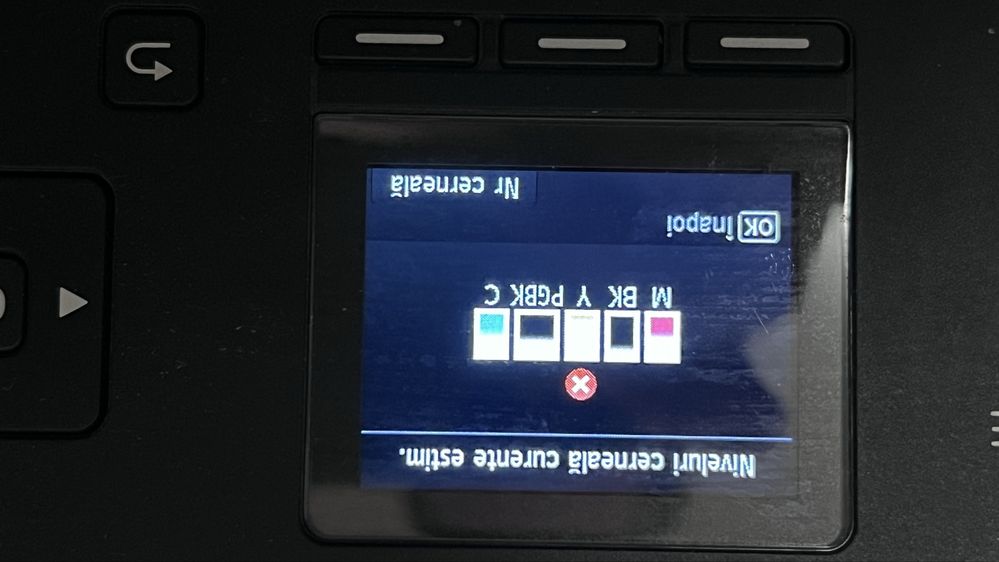 Niveluri cerneală curente estim.
M BK Y PGBK C
OK Înapoi
Nr cerneală